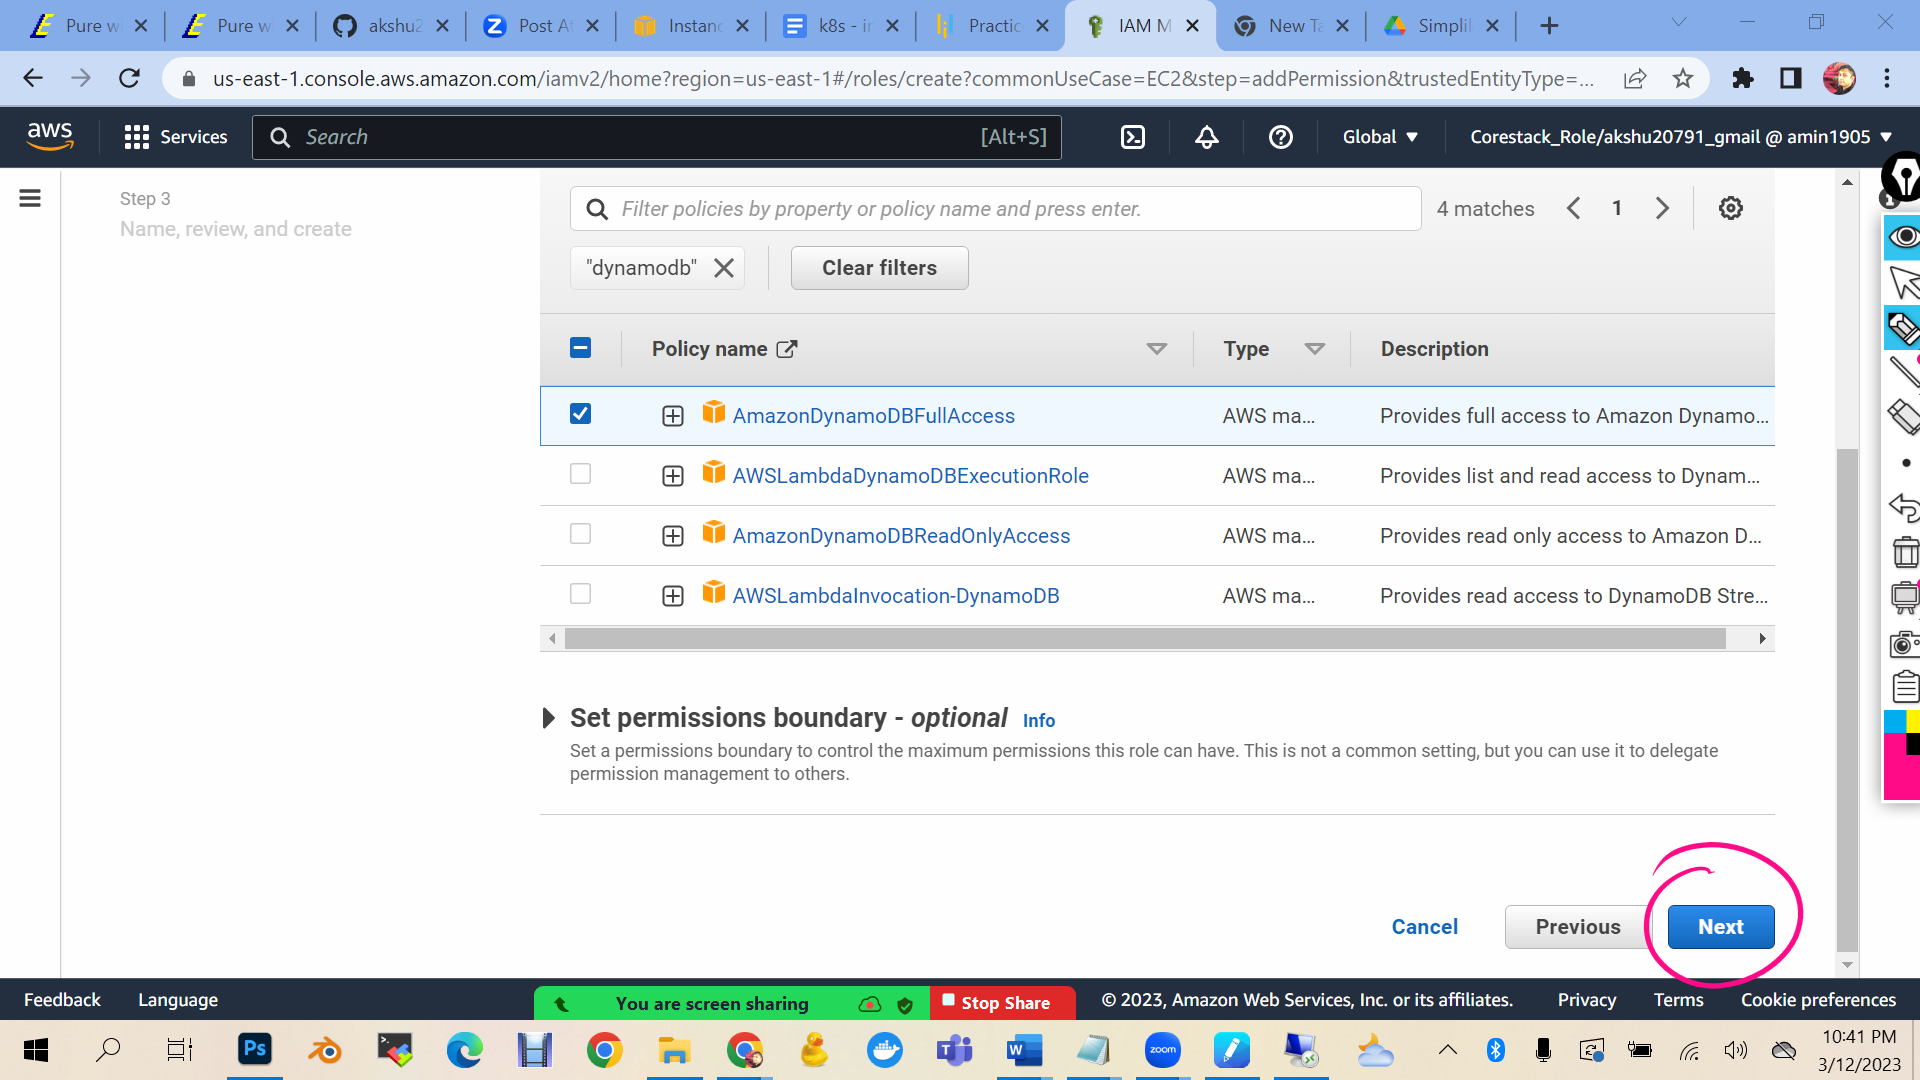 Pure w
Pure w
akshu2
Post At
Instanc
k8s - in
Practic
IAM M
New Ta
Simplil
us-east-1.console.aws.amazon.com/iamv2/home?region=us-east-1#/roles/create?commonUseCase=EC2&step=addPermission&trustedEntityType=...
aws
Services
Search
[Alt+S]
Global
Corestack_Role/akshu20791_gmail @ amin1905
Step 3
Name, review, and create
Filter policies by property or policy name and press enter.
4 matches
1
"dynamodb"
Clear filters
Policy name
Type
Description
AmazonDynamoDBFullAccess
AWS ma...
Provides full access to Amazon Dynamo...
AWSLambdaDynamoDBExecutionRole
AWS ma...
Provides list and read access to Dynam...
AmazonDynamoDBReadOnlyAccess
AWS ma...
Provides read only access to Amazon D...
AWSLambdaInvocation-DynamoDB
AWS ma...
Provides read access to DynamoDB Stre...
Set permissions boundary - optional Info
Set a permissions boundary to control the maximum permissions this role can have. This is not a common setting, but you can use it to delegate
permission management to others.
Cancel
Previous
Next
Feedback
Language
You are screen sharing
Stop Share
© 2023, Amazon Web Services, Inc. or its affiliates.
Privacy
Terms
Cookie preferences
Ps
W
zoom
10:41 PM
3/12/2023